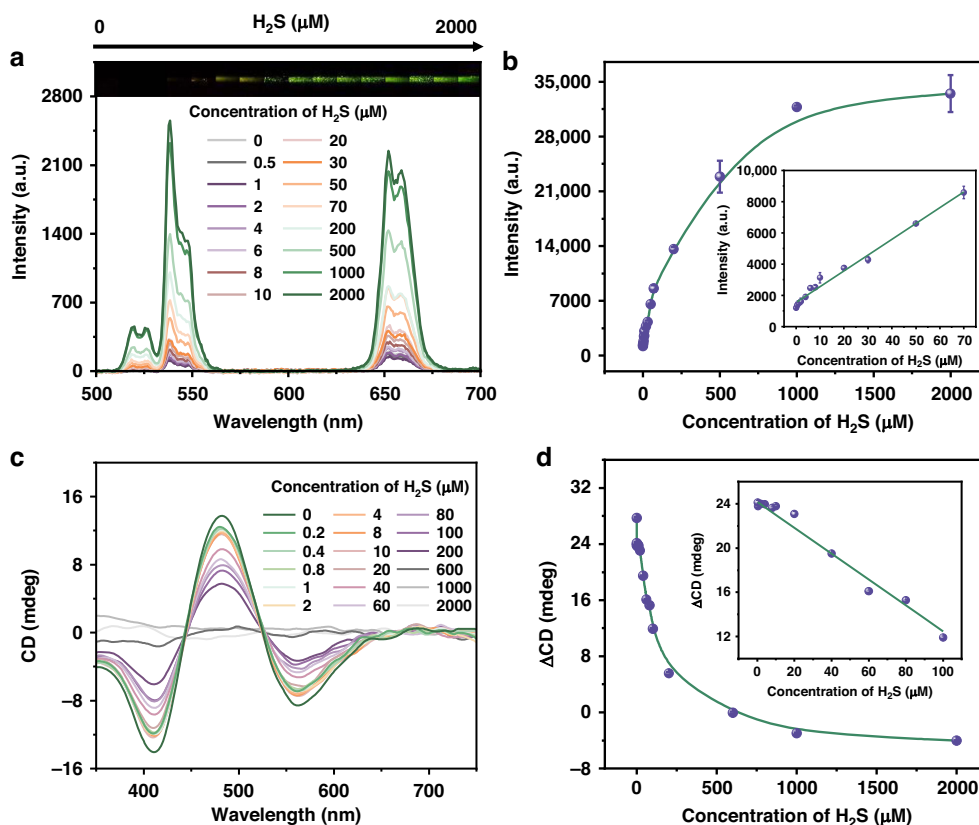 H₂S (μM)
0 2000
a
2800
2100
1400
700
0
Intensity (a.u.)
Concentration of H₂S (μM)
0 20
0.5 30
1 50
2 70
4 200
6 500
8 1000
10 2000
500 550 600 650 700
Wavelength (nm)
b
35,000
28,000
21,000
14,000
7000
0
Intensity (a.u.)
10,000
8000
6000
4000
2000
0
Intensity (a.u.)
0 10 20 30 40 50 60 70
Concentration of H₂S (μM)
0 500 1000 1500 2000
Concentration of H₂S (μM)
c
16
8
0
−8
−16
CD (mdeg)
Concentration of H₂S (μM)
0 4 80
0.2 8 100
0.4 10 200
0.8 20 600
1 40 1000
2 60 2000
400 500 600 700
Wavelength (nm)
d
32
24
16
8
0
−8
ΔCD (mdeg)
28
24
20
16
12
ΔCD (mdeg)
0 20 40 60 80 100
Concentration of H₂S (μM)
0 500 1000 1500 2000
Concentration of H₂S (μM)